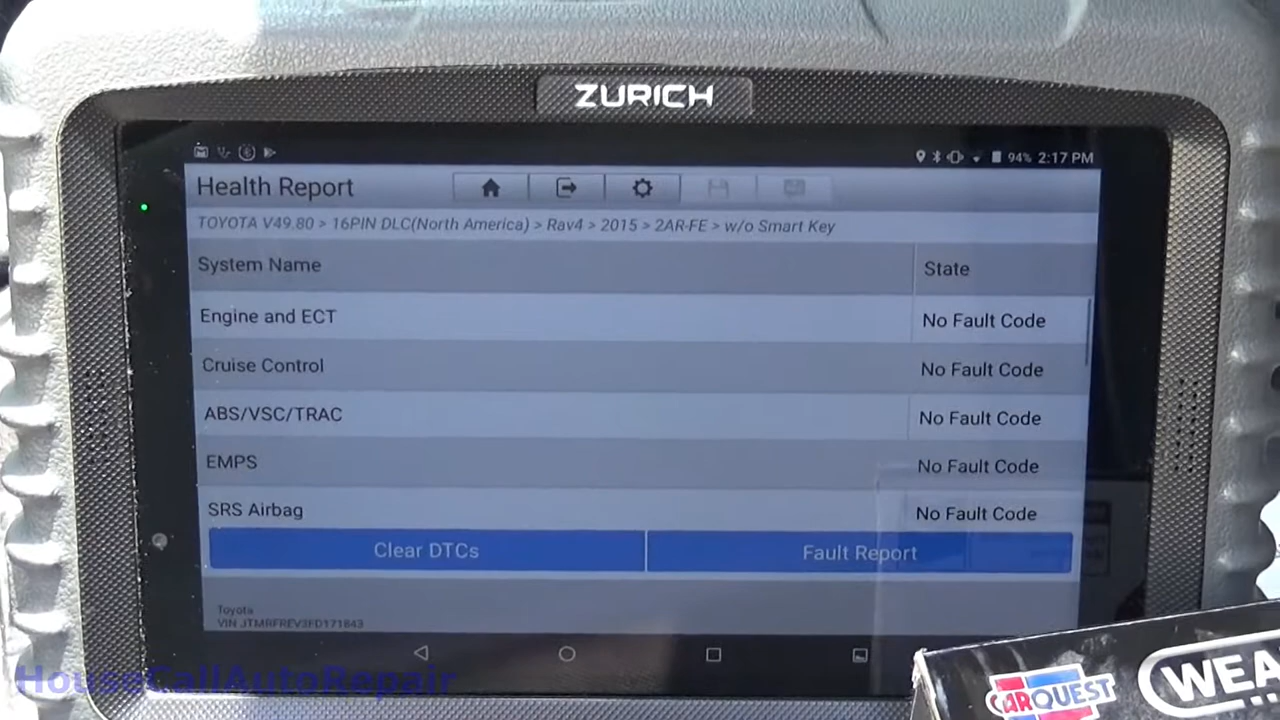 ZURICH
94% 2:17 PM
Health Report
TOYOTA V49.80 > 16PIN DLC(North America) > Rav4 > 2015 > 2AR-FE > w/o Smart Key
System Name State
Engine and ECT No Fault Code
Cruise Control No Fault Code
ABS/VSC/TRAC No Fault Code
EMPS No Fault Code
SRS Airbag No Fault Code
Clear DTCs Fault Report
Toyota
VIN JTMRFREV3FD171843
HouseCallAutoRepair
CARQUEST WEA